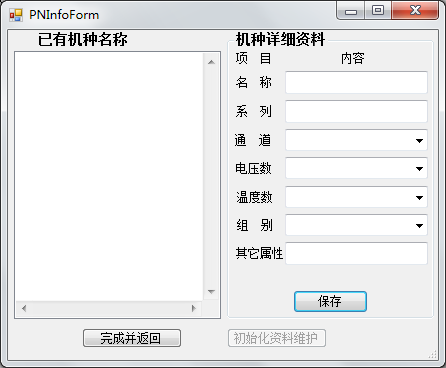 PNInfoForm
已有机种名称
机种详细资料
项 目 内容
名 称
系 列
通 道
电压数
温度数
组 别
其它属性
保存
完成并返回
初始化资料维护